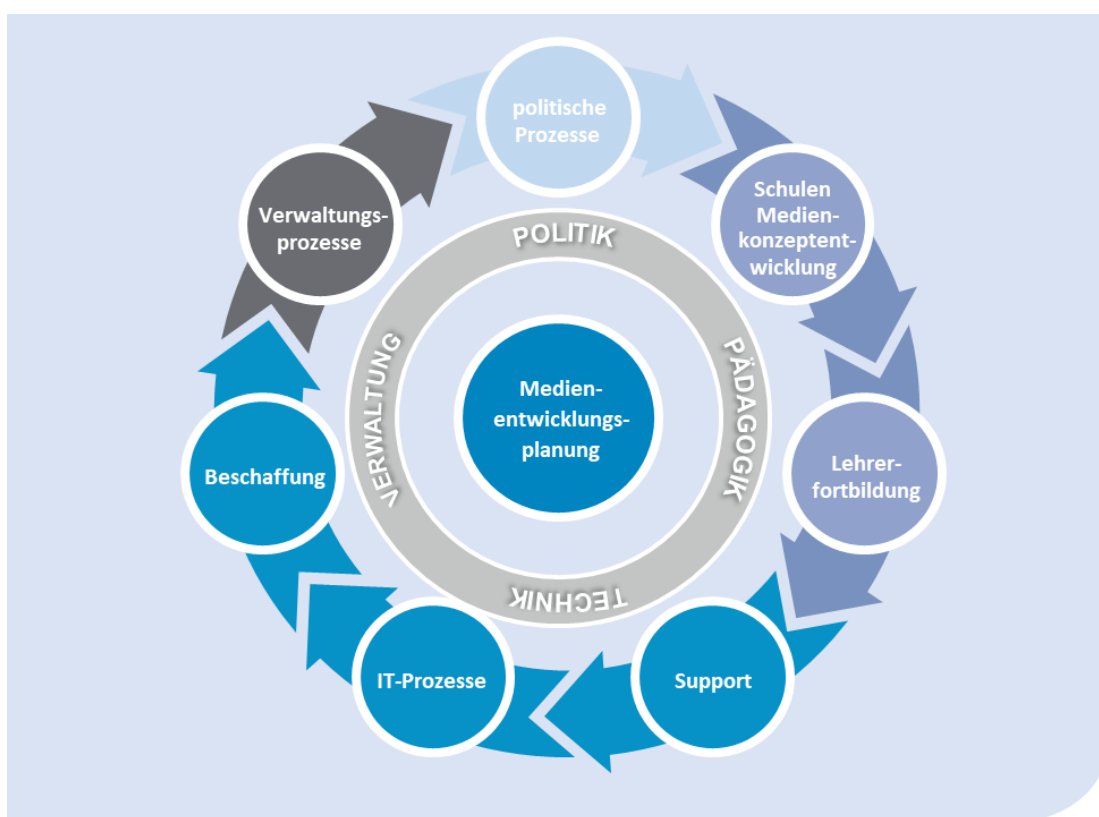 politische
Prozesse
Schulen
Medien-
konzeptent-
wicklung
Lehrer-
fortbildung
Support
IT-Prozesse
Beschaffung
Verwaltungs-
prozesse
POLITIK
PÄDAGOGIK
TECHNIK
VERWALTUNG
Medien-
entwicklungs-
planung